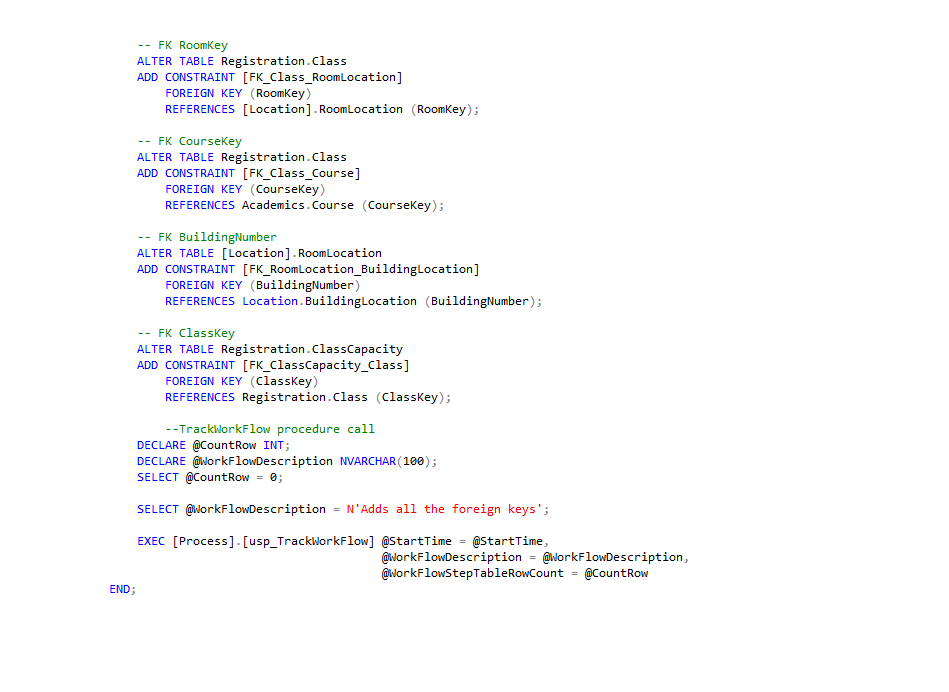 -- FK RoomKey
ALTER TABLE Registration.Class
ADD CONSTRAINT [FK_Class_RoomLocation]
FOREIGN KEY (RoomKey)
REFERENCES [Location].RoomLocation (RoomKey);
-- FK CourseKey
ALTER TABLE Registration.Class
ADD CONSTRAINT [FK_Class_Course]
FOREIGN KEY (CourseKey)
REFERENCES Academics.Course (CourseKey);
-- FK BuildingNumber
ALTER TABLE [Location].RoomLocation
ADD CONSTRAINT [FK_RoomLocation_BuildingLocation]
FOREIGN KEY (BuildingNumber)
REFERENCES Location.BuildingLocation (BuildingNumber);
-- FK ClassKey
ALTER TABLE Registration.ClassCapacity
ADD CONSTRAINT [FK_ClassCapacity_Class]
FOREIGN KEY (ClassKey)
REFERENCES Registration.Class (ClassKey);
--TrackWorkFlow procedure call
DECLARE @CountRow INT;
DECLARE @WorkFlowDescription NVARCHAR(100);
SELECT @CountRow = 0;
SELECT @WorkFlowDescription = N'Adds all the foreign keys';
EXEC [Process].[usp_TrackWorkFlow] @StartTime = @StartTime,
@WorkFlowDescription = @WorkFlowDescription,
@WorkFlowStepTableRowCount = @CountRow
END;